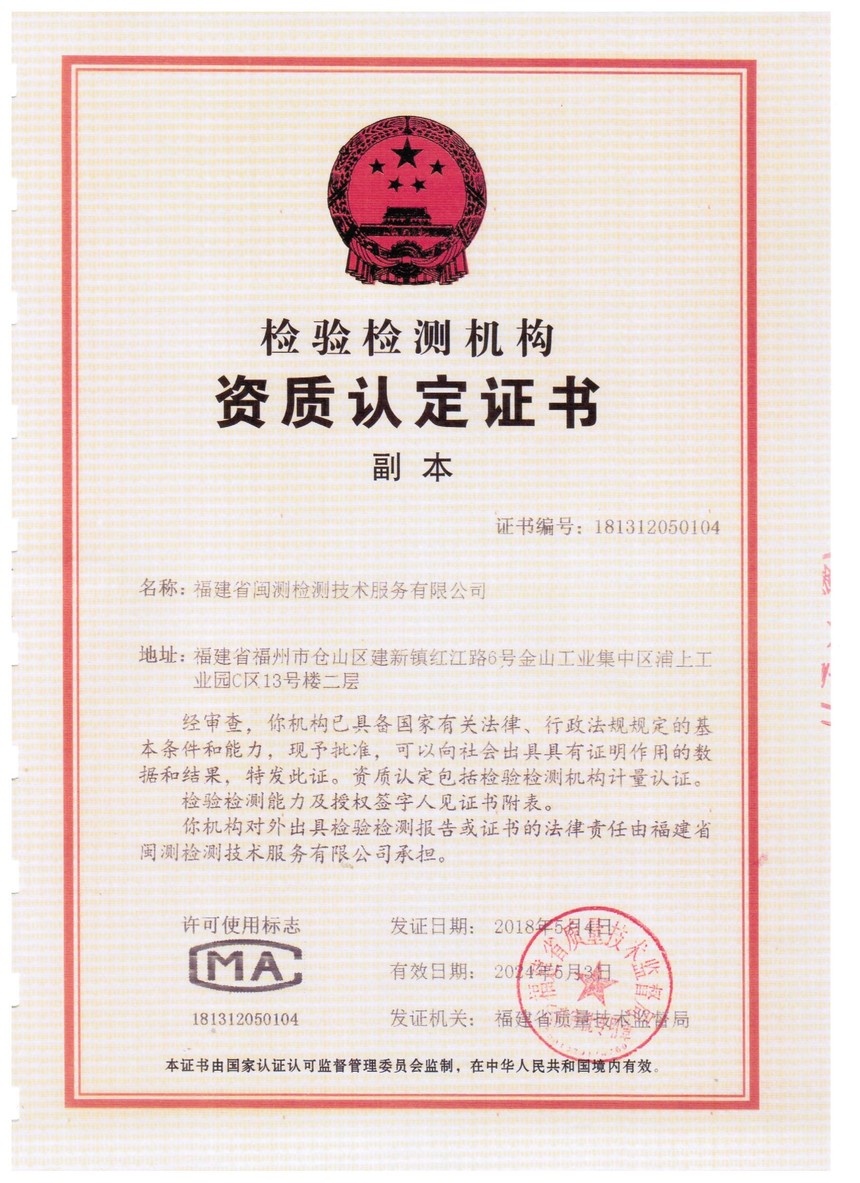 检验检测机构
资质认定证书
副本
证书编号：181312050104
名称：福建省闽测检测技术服务有限公司
地址：福建省福州市仓山区建新镇红江路6号金山工业集中区浦上工
业园C区13号楼二层
经审查，你机构已具备国家有关法律、行政法规规定的基
本条件和能力，现予批准，可以向社会出具具有证明作用的数
据和结果，特发此证。资质认定包括检验检测机构计量认证。
检验检测能力及授权签字人见证书附表。
你机构对外出具检验检测报告或证书的法律责任由福建省
闽测检测技术服务有限公司承担。
许可使用标志
MA
181312050104
发证日期：2018年5月4日
有效日期：2024年5月3日
发证机关：福建省质量技术监督局
福建省质量技术监督局
本证书由国家认证认可监督管理委员会监制，在中华人民共和国境内有效。